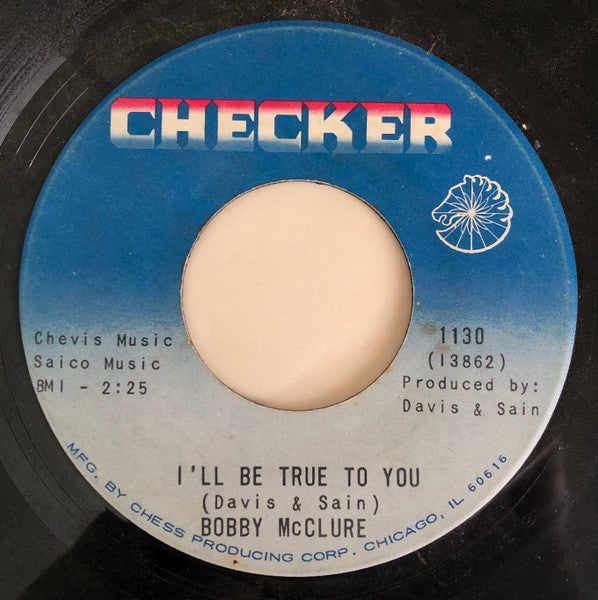 CHECKER
Chevis Music
Saico Music
BMI - 2:25
1130
(13862)
Produced by:
Davis & Sain
I'LL BE TRUE TO YOU
(Davis & Sain)
BOBBY McCLURE
MFG. BY CHESS PRODUCING CORP. CHICAGO, IL 60616